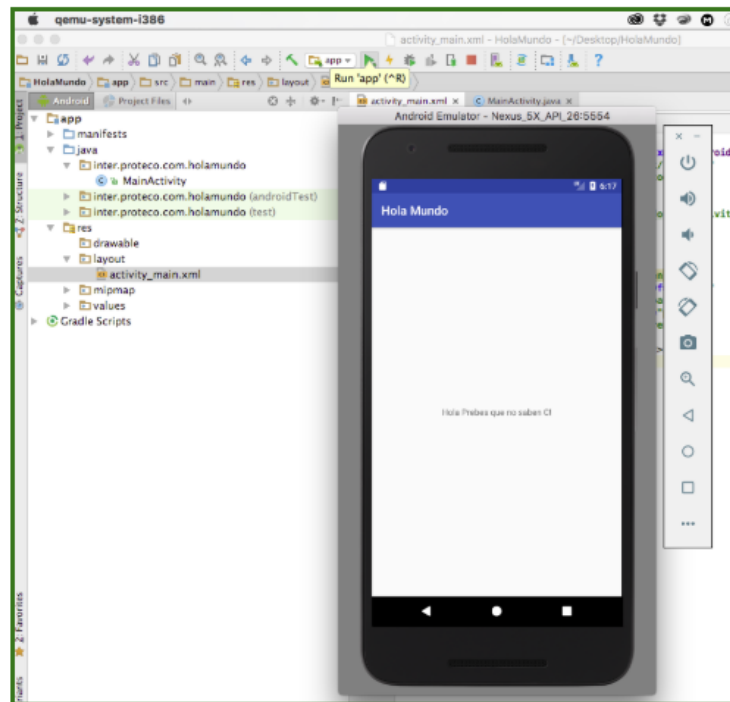 qemu-system-i386
activity_main.xml - HolaMundo - [~/Desktop/HolaMundo]
app
Run 'app' (^R)
HolaMundo app src main res layout
Android Project Files activity_main.xml × MainActivity.java ×
Android Emulator - Nexus_5X_API_26:5554
1: Project
2: Structure
Captures
2: Favorites
app
manifests
java
inter.proteco.com.holamundo
MainActivity
inter.proteco.com.holamundo (androidTest)
inter.proteco.com.holamundo (test)
res
drawable
layout
activity_main.xml
mipmap
values
Gradle Scripts
6:17
Hola Mundo
Hola Prebes que no saben C!